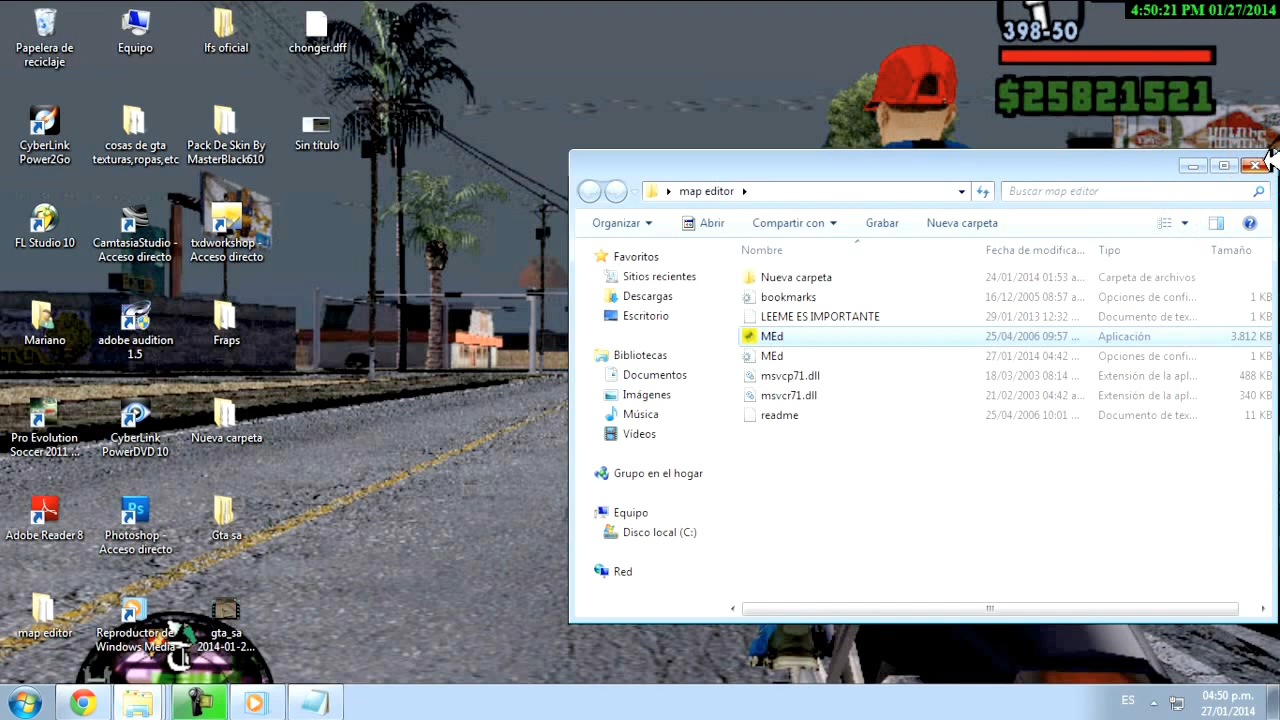 4:50:21 PM 01/27/2014
398-50
$25821521
Papelera de
reciclaje
Equipo
lfs oficial
chonger.dff
CyberLink
Power2Go
cosas de gta
texturas,ropas,etc
Pack De Skin By
MasterBlack610
Sin título
FL Studio 10
CamtasiaStudio -
Acceso directo
txdworkshop -
Acceso directo
Mariano
adobe audition
1.5
Fraps
Pro Evolution
Soccer 2011 ...
CyberLink
PowerDVD 10
Nueva carpeta
Adobe Reader 8
Photoshop -
Acceso directo
Gta sa
map editor
Reproductor de
Windows Media
gta_sa
2014-01-2...
map editor
Buscar map editor
Organizar
Abrir
Compartir con
Grabar
Nueva carpeta
Favoritos
Sitios recientes
Descargas
Escritorio
Bibliotecas
Documentos
Imágenes
Música
Vídeos
Grupo en el hogar
Equipo
Disco local (C:)
Red
Nombre Fecha de modifica... Tipo Tamaño
Nueva carpeta 24/01/2014 01:53 a... Carpeta de archivos
bookmarks 16/12/2005 08:57 a... Opciones de confi... 1 KB
LEEME ES IMPORTANTE 29/01/2013 12:32 ... Documento de tex... 1 KB
MEd 25/04/2006 09:57 ... Aplicación 3.812 KB
MEd 27/01/2014 04:42 ... Opciones de confi... 1 KB
msvcp71.dll 18/03/2003 08:14 ... Extensión de la apl... 488 KB
msvcr71.dll 21/02/2003 04:42 ... Extensión de la apl... 340 KB
readme 25/04/2006 10:01 ... Documento de tex... 11 KB
Ps
ES
04:50 p.m.
27/01/2014